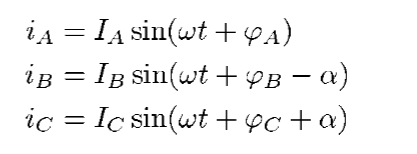 i_A = I_A sin(ωt + φ_A)
i_B = I_B sin(ωt + φ_B − α)
i_C = I_C sin(ωt + φ_C + α)